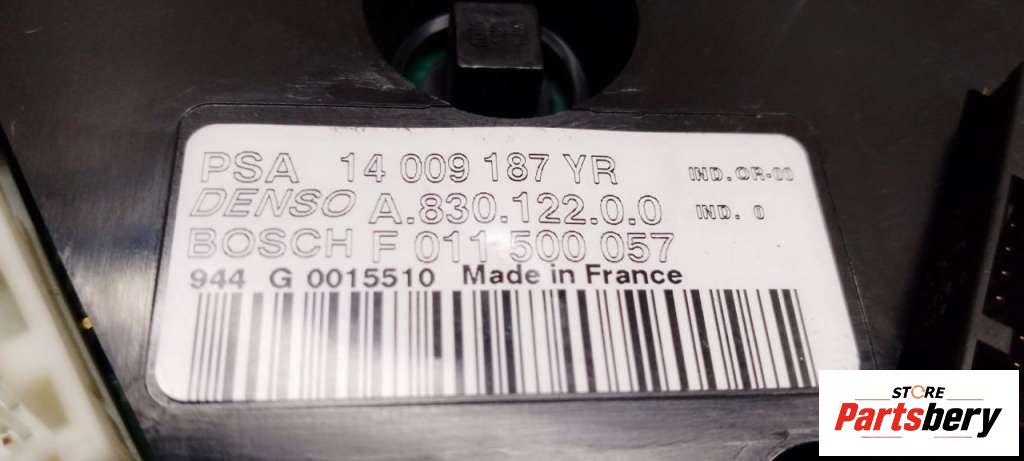 PSA 14 009 187 YR IND. OR-00
DENSO A.830.122.0.0 IND. 0
BOSCH F 011 500 057
944 G 0015510 Made in France
STORE
Partsbery